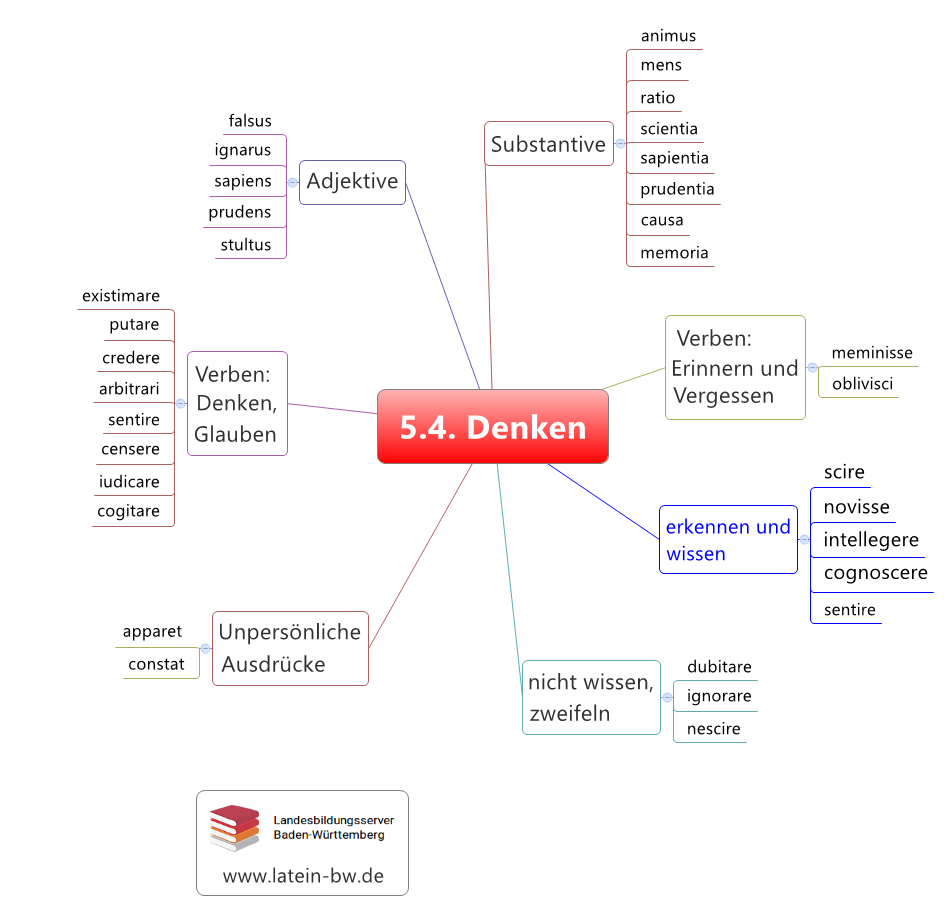 5.4. Denken
Substantive
animus
mens
ratio
scientia
sapientia
prudentia
causa
memoria
Verben:
Erinnern und
Vergessen
meminisse
oblivisci
erkennen und
wissen
scire
novisse
intellegere
cognoscere
sentire
nicht wissen,
zweifeln
dubitare
ignorare
nescire
Unpersönliche
Ausdrücke
apparet
constat
Verben:
Denken,
Glauben
existimare
putare
credere
arbitrari
sentire
censere
iudicare
cogitare
Adjektive
falsus
ignarus
sapiens
prudens
stultus
Landesbildungsserver
Baden-Württemberg
www.latein-bw.de